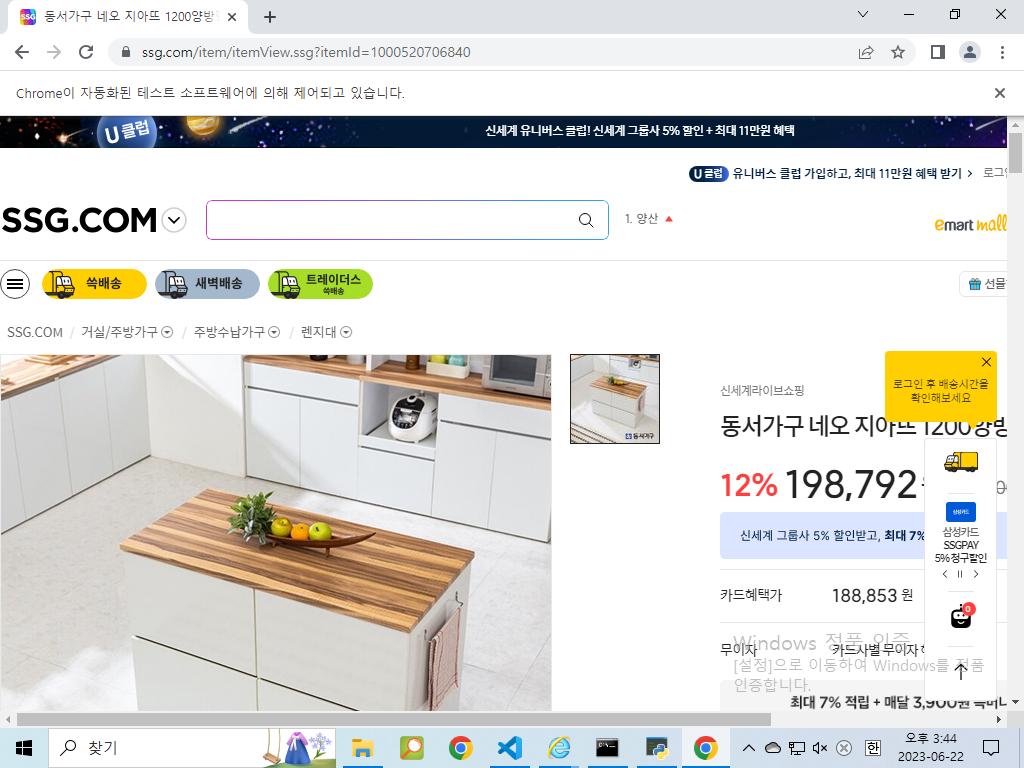 동서가구 네오 지아뜨 1200양방
ssg.com/item/itemView.ssg?itemId=1000520706840
Chrome이 자동화된 테스트 소프트웨어에 의해 제어되고 있습니다.
U클럽
신세계 유니버스 클럽! 신세계 그룹사 5% 할인 + 최대 11만원 혜택
U 클럽 유니버스 클럽 가입하고, 최대 11만원 혜택 받기 > 로그인
SSG.COM
1. 양산
emart mall
쓱배송
새벽배송
트레이더스
쓱배송
선물
SSG.COM / 거실/주방가구 / 주방수납가구 / 렌지대
로그인 후 배송시간을
확인해보세요
신세계라이브쇼핑
동서가구 네오 지아뜨 1200양방
동서가구
12% 198,792
신세계 그룹사 5% 할인받고, 최대 7%
삼성카드
삼성카드
SSGPAY
5% 청구할인
카드혜택가 188,853 원
0
무이자 카드사별 무이자
Windows 정품 인증
[설정]으로 이동하여 Windows를 정품
인증합니다.
최대 7% 적립 + 매달 3,900원
찾기
오후 3:44
한
2023-06-22